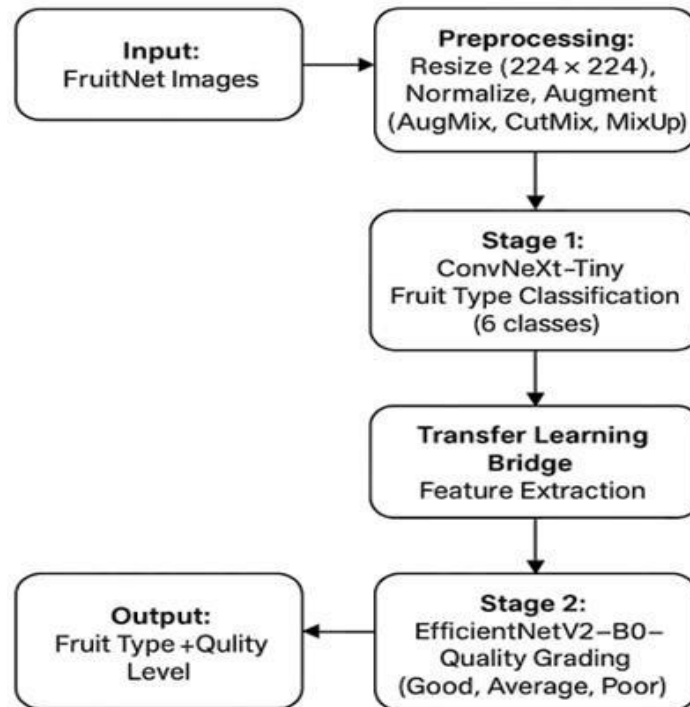 Input:
FruitNet Images
Preprocessing:
Resize (224 × 224),
Normalize, Augment
(AugMix, CutMix, MixUp)
Stage 1:
ConvNeXt-Tiny
Fruit Type Classification
(6 classes)
Transfer Learning
Bridge
Feature Extraction
Stage 2:
EfficientNetV2-B0-
Quality Grading
(Good, Average, Poor)
Output:
Fruit Type +Qulity
Level